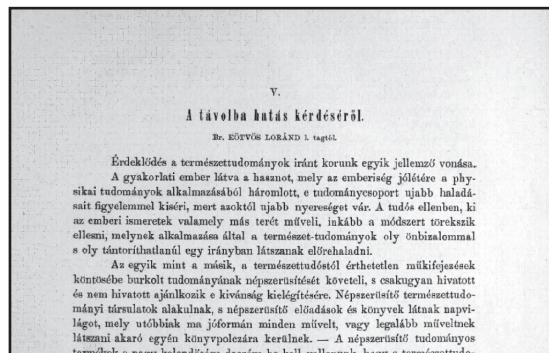 V.
A távolba hatás kérdéséről.
Br. EÖTVÖS LORÁND l. tagtól.
Érdeklődés a természettudományok iránt korunk egyik jellemző vonása.
A gyakorlati ember látva a hasznot, mely az emberiség jólétére a phy-
sikai tudományok alkalmazásából háromlott, e tudománycsoport ujabb haladá-
sait figyelemmel kiséri, mert azoktól ujabb nyereséget vár. A tudós ellenben, ki
az emberi ismeretek valamely más terét műveli, inkább a módszert törekszik
ellesni, melynek alkalmazása által a természet-tudományok oly önbizalommal
s oly tántoríthatlanúl egy irányban látszanak előrehaladni.
Az egyik mint a másik, a természettudóstól érthetetlen műkifejezések
köntösébe burkolt tudományának népszerüsítését követeli, s csakugyan hivatott
és nem hivatott ajánlkozik e kivánság kielégítésére. Népszerüsítő természettudo-
mányi társulatok alakulnak, s népszerüsítő előadások és könyvek látnak napvi-
lágot, mely utóbbiak ma jóformán minden művelt, vagy legalább műveltnek
látszani akaró egyén könyvpolczára kerülnek. — A népszerüsítő tudományos